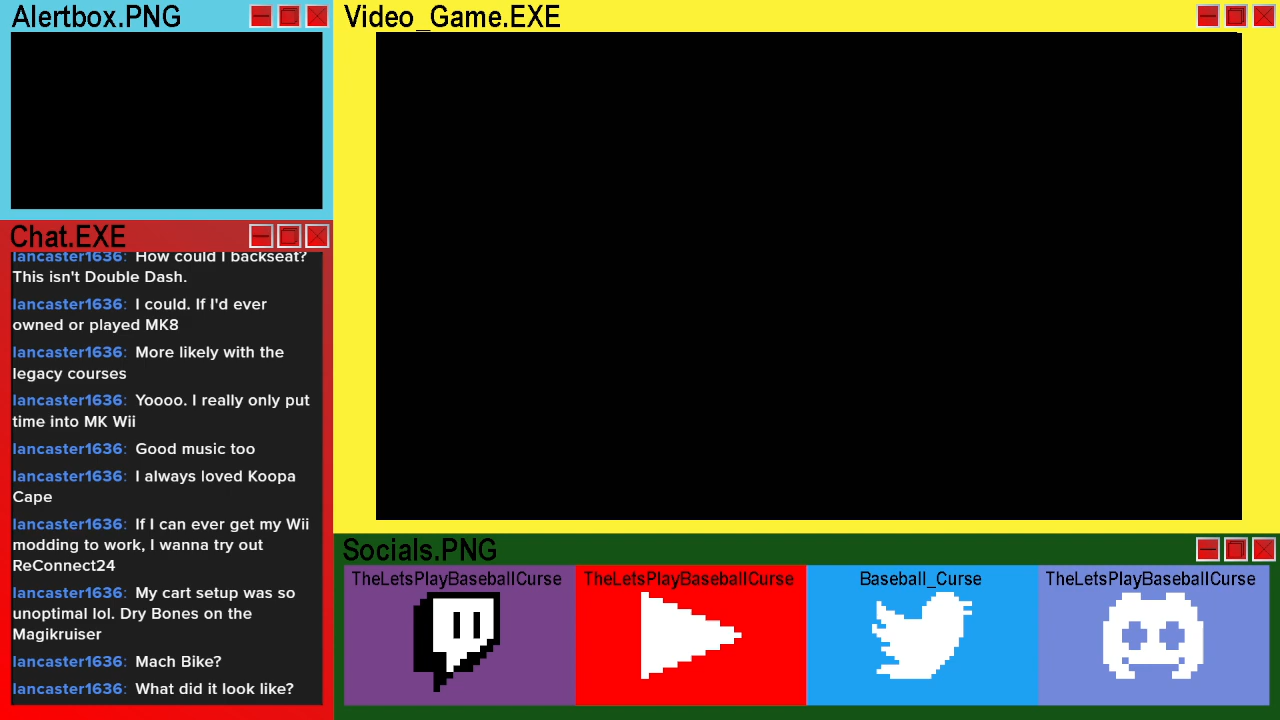 Alertbox.PNG
Video_Game.EXE
Chat.EXE
lancaster1636: How could I backseat?
This isn't Double Dash.
lancaster1636: I could. If I'd ever
owned or played MK8
lancaster1636: More likely with the
legacy courses
lancaster1636: Yoooo. I really only put
time into MK Wii
lancaster1636: Good music too
lancaster1636: I always loved Koopa
Cape
lancaster1636: If I can ever get my Wii
modding to work, I wanna try out
ReConnect24
lancaster1636: My cart setup was so
unoptimal lol. Dry Bones on the
Magikruiser
lancaster1636: Mach Bike?
lancaster1636: What did it look like?
Socials.PNG
TheLetsPlayBaseballCurse
TheLetsPlayBaseballCurse
Baseball_Curse
TheLetsPlayBaseballCurse